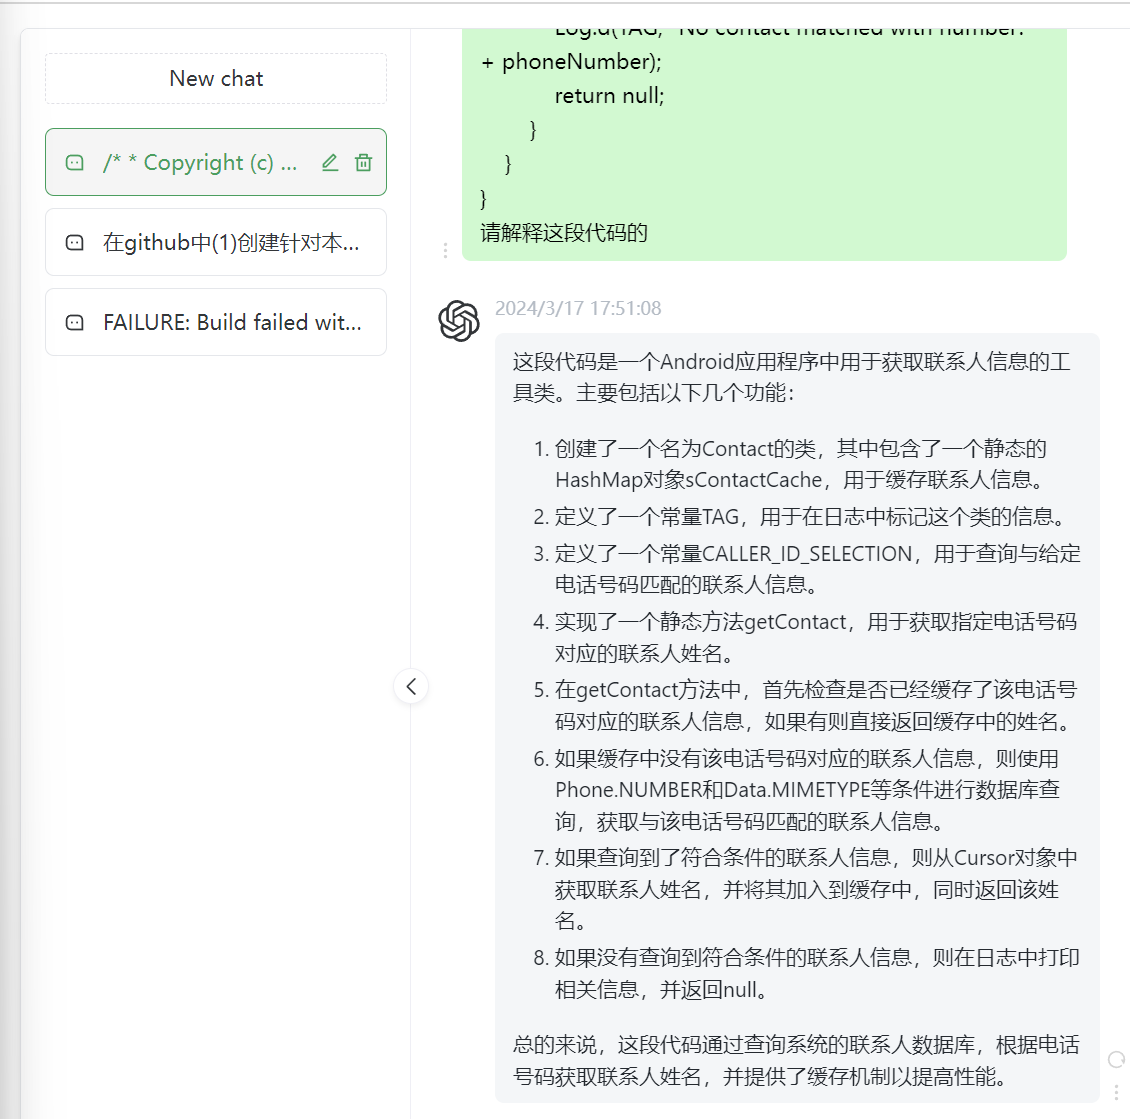 New chat
/* * Copyright (c) ...
在github中(1)创建针对本...
FAILURE: Build failed wit...
Log.d(TAG, "No contact matched with number:
+ phoneNumber);
return null;
}
}
}
请解释这段代码的
2024/3/17 17:51:08
这段代码是一个Android应用程序中用于获取联系人信息的工
具类。主要包括以下几个功能：
1. 创建了一个名为Contact的类，其中包含了一个静态的
HashMap对象sContactCache，用于缓存联系人信息。
2. 定义了一个常量TAG，用于在日志中标记这个类的信息。
3. 定义了一个常量CALLER_ID_SELECTION，用于查询与给定
电话号码匹配的联系人信息。
4. 实现了一个静态方法getContact，用于获取指定电话号码
对应的联系人姓名。
5. 在getContact方法中，首先检查是否已经缓存了该电话号
码对应的联系人信息，如果有则直接返回缓存中的姓名。
6. 如果缓存中没有该电话号码对应的联系人信息，则使用
Phone.NUMBER和Data.MIMETYPE等条件进行数据库查
询，获取与该电话号码匹配的联系人信息。
7. 如果查询到了符合条件的联系人信息，则从Cursor对象中
获取联系人姓名，并将其加入到缓存中，同时返回该姓
名。
8. 如果没有查询到符合条件的联系人信息，则在日志中打印
相关信息，并返回null。
总的来说，这段代码通过查询系统的联系人数据库，根据电话
号码获取联系人姓名，并提供了缓存机制以提高性能。